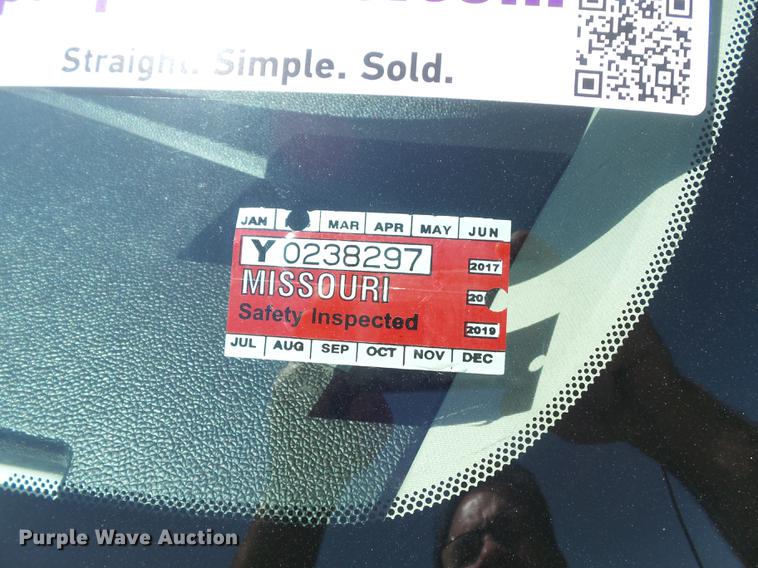 Straight. Simple. Sold.
JAN MAR APR MAY JUN
Y 0238297
2017
MISSOURI
Safety Inspected
2019
JUL AUG SEP OCT NOV DEC
Purple Wave Auction